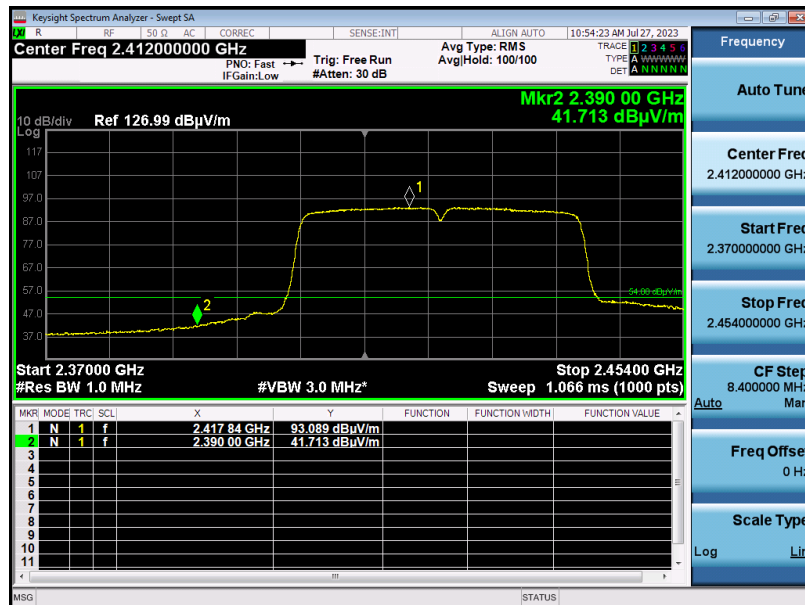 Keysight Spectrum Analyzer - Swept SA
LXI R RF 50 Ω AC CORREC SENSE:INT ALIGN AUTO 10:54:23 AM Jul 27, 2023
Center Freq 2.412000000 GHz
PNO: Fast
IFGain:Low
Trig: Free Run
#Atten: 30 dB
Avg Type: RMS
Avg|Hold: 100/100
TRACE 1 2 3 4 5 6
TYPE A WWWWW
DET A N N N N N
Mkr2 2.390 00 GHz
41.713 dBµV/m
10 dB/div Ref 126.99 dBµV/m
Log
117
107
97.0
87.0
77.0
67.0
57.0
47.0
37.0
1
2
54.00 dBµV/m
Start 2.37000 GHz Stop 2.45400 GHz
#Res BW 1.0 MHz #VBW 3.0 MHz* Sweep 1.066 ms (1000 pts)
MKR MODE TRC SCL X Y FUNCTION FUNCTION WIDTH FUNCTION VALUE
1 N 1 f 2.417 84 GHz 93.089 dBµV/m
2 N 1 f 2.390 00 GHz 41.713 dBµV/m
3
4
5
6
7
8
9
10
11
MSG STATUS
Frequency
Auto Tune
Center Freq
2.412000000 GHz
Start Freq
2.370000000 GHz
Stop Freq
2.454000000 GHz
CF Step
8.400000 MHz
Auto Man
Freq Offset
0 Hz
Scale Type
Log Lin